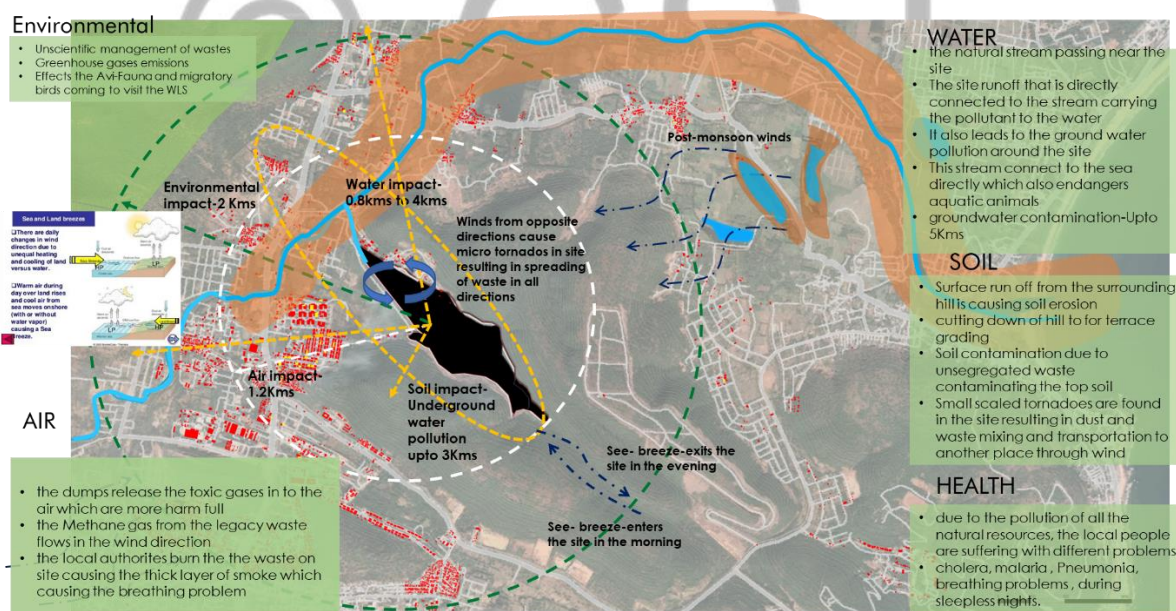 Environmental
• Unscientific management of wastes
• Greenhouse gases emissions
• Effects the Avi-Fauna and migratory
birds coming to visit the WLS
WATER
• the natural stream passing near the
site
• The site runoff that is directly
connected to the stream carrying
the pollutant to the water
• It also leads to the ground water
pollution around the site
• This stream connect to the sea
directly which also endangers
aquatic animals
• groundwater contamination-Upto
5Kms
Post-monsoon winds
Environmental
impact-2 Kms
Water impact-
0.8kms to 4kms
Winds from opposite
directions cause
micro tornados in site
resulting in spreading
of waste in all
directions
Sea and Land breezes
There are daily
changes in wind
direction due to
unequal heating
and cooling of land
versus water.
HP
LP
Warm air during
day over land rises
and cool air from
sea moves onshore
(with or without
water vapor)
causing a Sea
Breeze.
LP
HP
SOIL
• Surface run off from the surrounding
hill is causing soil erosion
• cutting down of hill to for terrace
grading
• Soil contamination due to
unsegregated waste
contaminating the top soil
• Small scaled tornadoes are found
in the site resulting in dust and
waste mixing and transportation to
another place through wind
Air impact-
1.2Kms
Soil impact-
Underground
water
pollution
upto 3Kms
AIR
See- breeze-exits the
site in the evening
See- breeze-enters
the site in the morning
• the dumps release the toxic gases in to the
air which are more harm full
• the Methane gas from the legacy waste
flows in the wind direction
• the local authorites burn the the waste on
site causing the thick layer of smoke which
causing the breathing problem
HEALTH
• due to the pollution of all the
natural resources, the local people
are suffering with different problems
• cholera, malaria , Pneumonia,
breathing problems , during
sleepless nights.